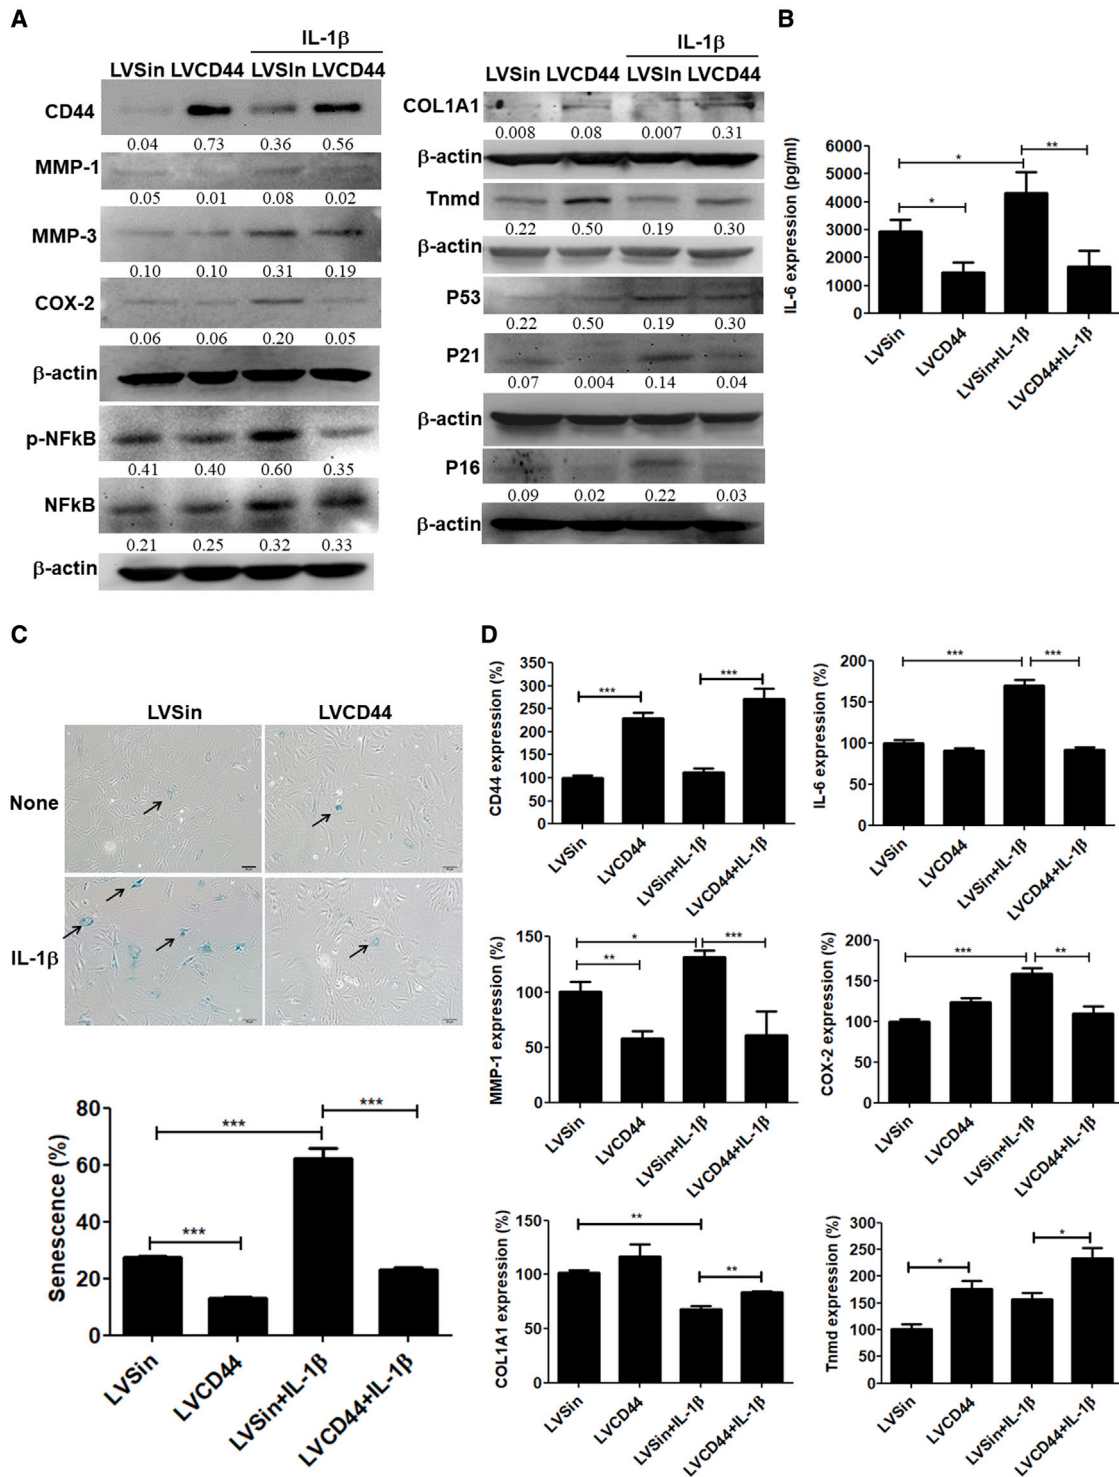 A
IL-1β
LVSin LVCD44 LVSin LVCD44
CD44
0.04 0.73 0.36 0.56
MMP-1
0.05 0.01 0.08 0.02
MMP-3
0.10 0.10 0.31 0.19
COX-2
0.06 0.06 0.20 0.05
β-actin
p-NFkB
0.41 0.40 0.60 0.35
NFkB
0.21 0.25 0.32 0.33
β-actin
IL-1β
LVSin LVCD44 LVSIn LVCD44
COL1A1
0.008 0.08 0.007 0.31
β-actin
Tnmd
0.22 0.50 0.19 0.30
β-actin
P53
0.22 0.50 0.19 0.30
P21
0.07 0.004 0.14 0.04
β-actin
P16
0.09 0.02 0.22 0.03
β-actin
B
IL-6 expression (pg/ml)
6000
5000
4000
3000
2000
1000
0
*
**
*
LVSin
LVCD44
LVSin+IL-1β
LVCD44+IL-1β
C
LVSin LVCD44
None
IL-1β
Senescence (%)
80
60
40
20
0
***
***
***
LVSin
LVCD44
LVSin+IL-1β
LVCD44+IL-1β
D
CD44 expression (%)
350
300
250
200
150
100
50
0
***
***
LVSin
LVCD44
LVSin+IL-1β
LVCD44+IL-1β
IL-6 expression (%)
200
150
100
50
0
***
***
LVSin
LVCD44
LVSin+IL-1β
LVCD44+IL-1β
MMP-1 expression (%)
150
100
50
0
*
***
**
LVSin
LVCD44
LVSin+IL-1β
LVCD44+IL-1β
COX-2 expression (%)
200
150
100
50
0
***
**
LVSin
LVCD44
LVSin+IL-1β
LVCD44+IL-1β
COL1A1 expression (%)
150
100
50
0
**
**
LVSin
LVCD44
LVSin+IL-1β
LVCD44+IL-1β
Tnmd expression (%)
300
250
200
150
100
50
0
*
*
LVSin
LVCD44
LVSin+IL-1β
LVCD44+IL-1β